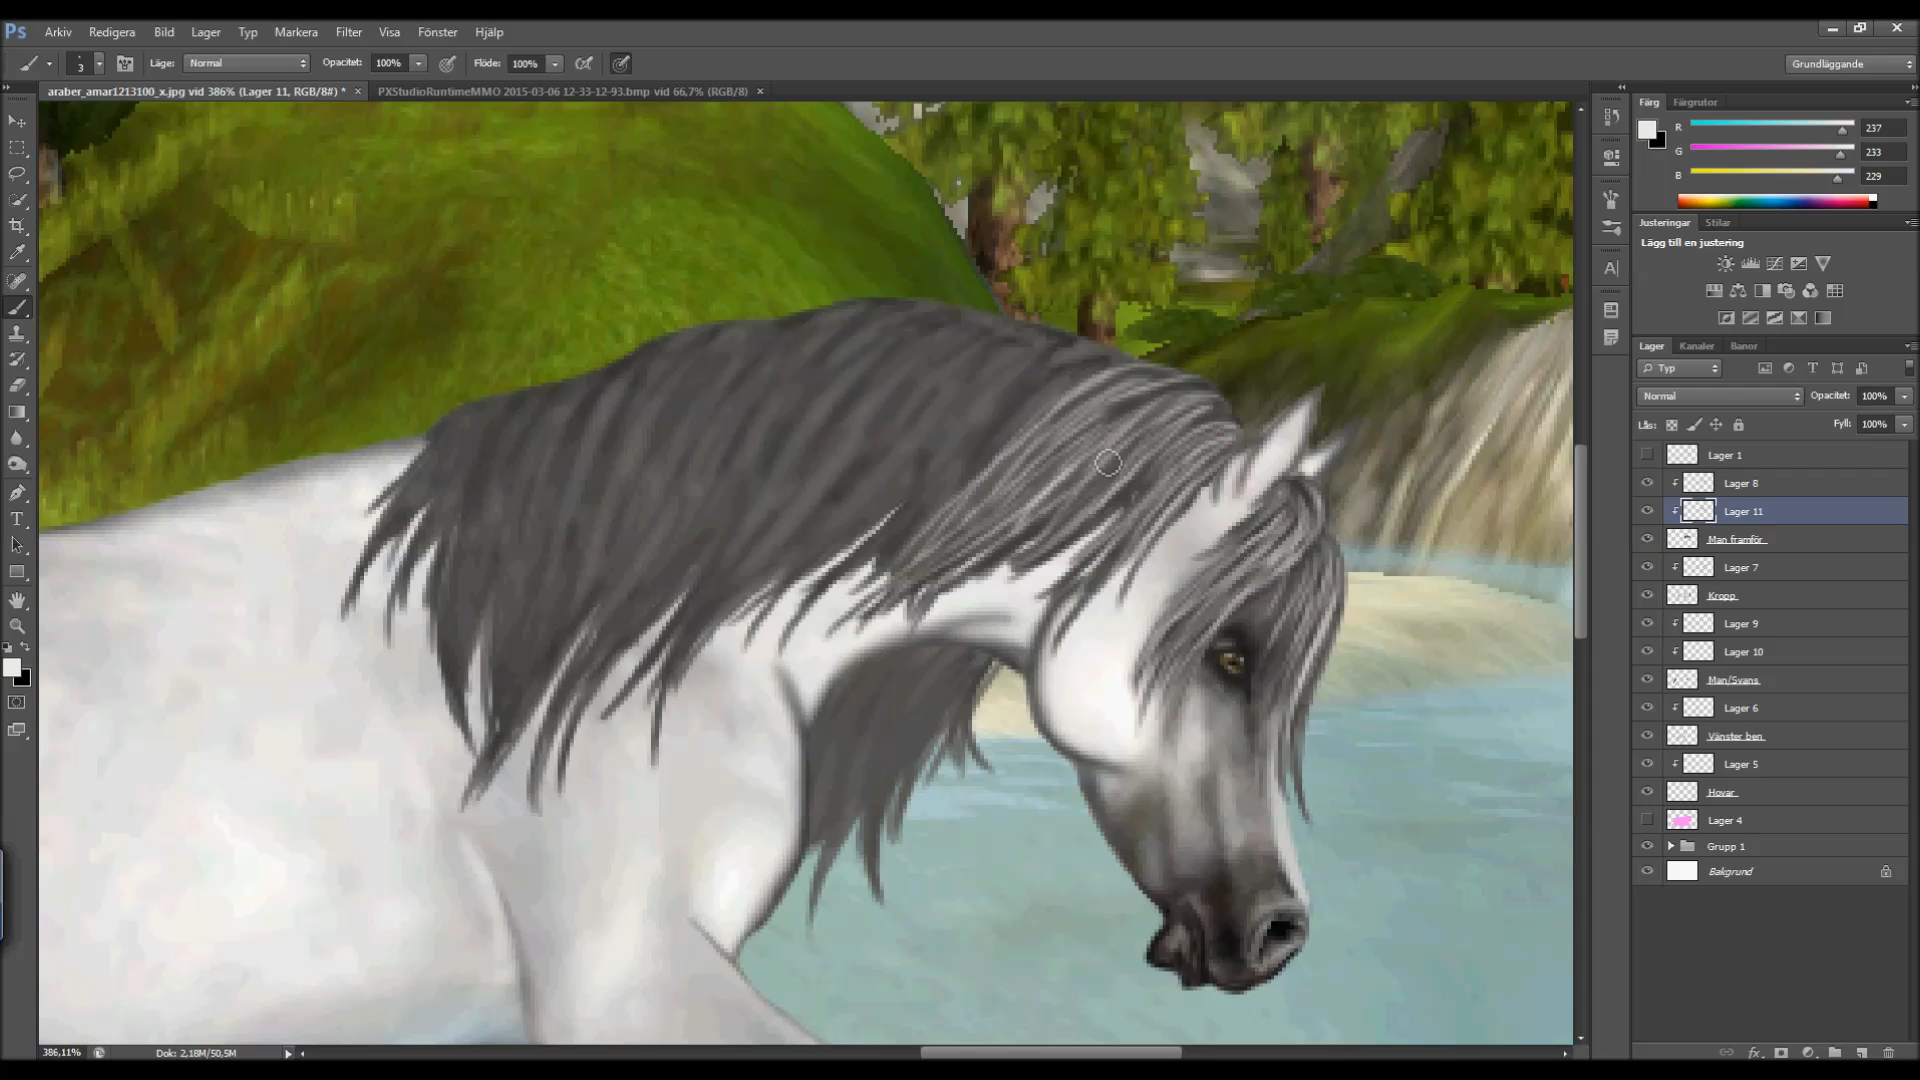 Ps Arkiv Redigera Bild Lager Typ Markera Filter Visa Fönster Hjälp
3 Läge: Normal Opacitet: 100% Flöde: 100% Grundläggande
araber_amar1213100_x.jpg vid 386% (Lager 11, RGB/8#) * × PXStudioRuntimeMMO 2015-03-06 12-33-12-93.bmp vid 66,7% (RGB/8) ×
Färg Färgrutor
R 237
G 233
B 229
Justeringar Stilar
Lägg till en justering
Lager Kanaler Banor
Typ
Normal Opacitet: 100%
Lås: Fyll: 100%
Lager 1
Lager 8
Lager 11
Man framför
Lager 7
Kropp
Lager 9
Lager 10
Man/Svans
Lager 6
Vänster ben
Lager 5
Hovar
Lager 4
Grupp 1
Bakgrund
386,11% Dok: 2,18M/50,5M
fx